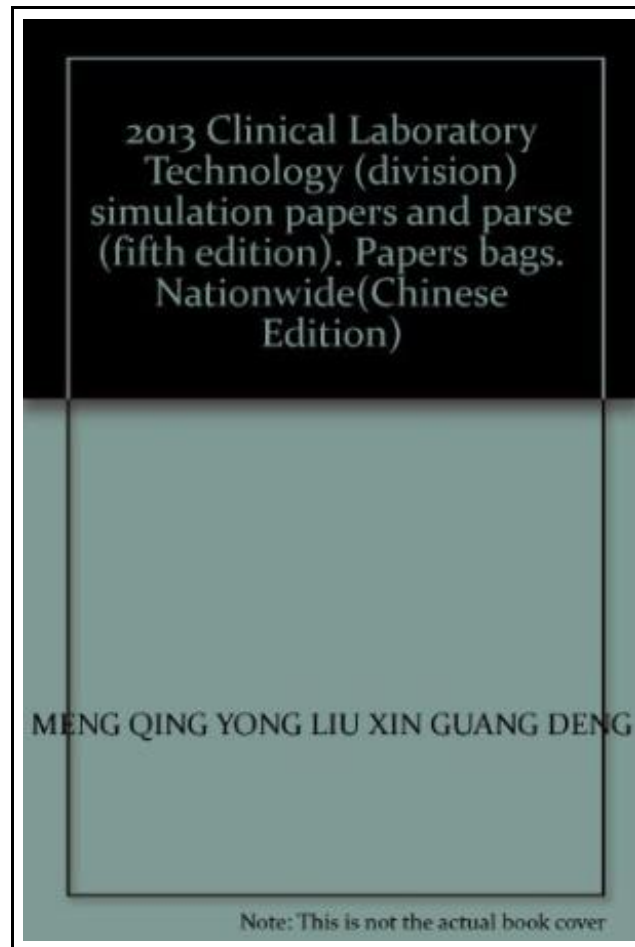 2013 Clinical Laboratory
Technology (division)
simulation papers and parse
(fifth edition). Papers bags.
Nationwide(Chinese
Edition)
MENG QING YONG LIU XIN GUANG DENG
Note: This is not the actual book cover